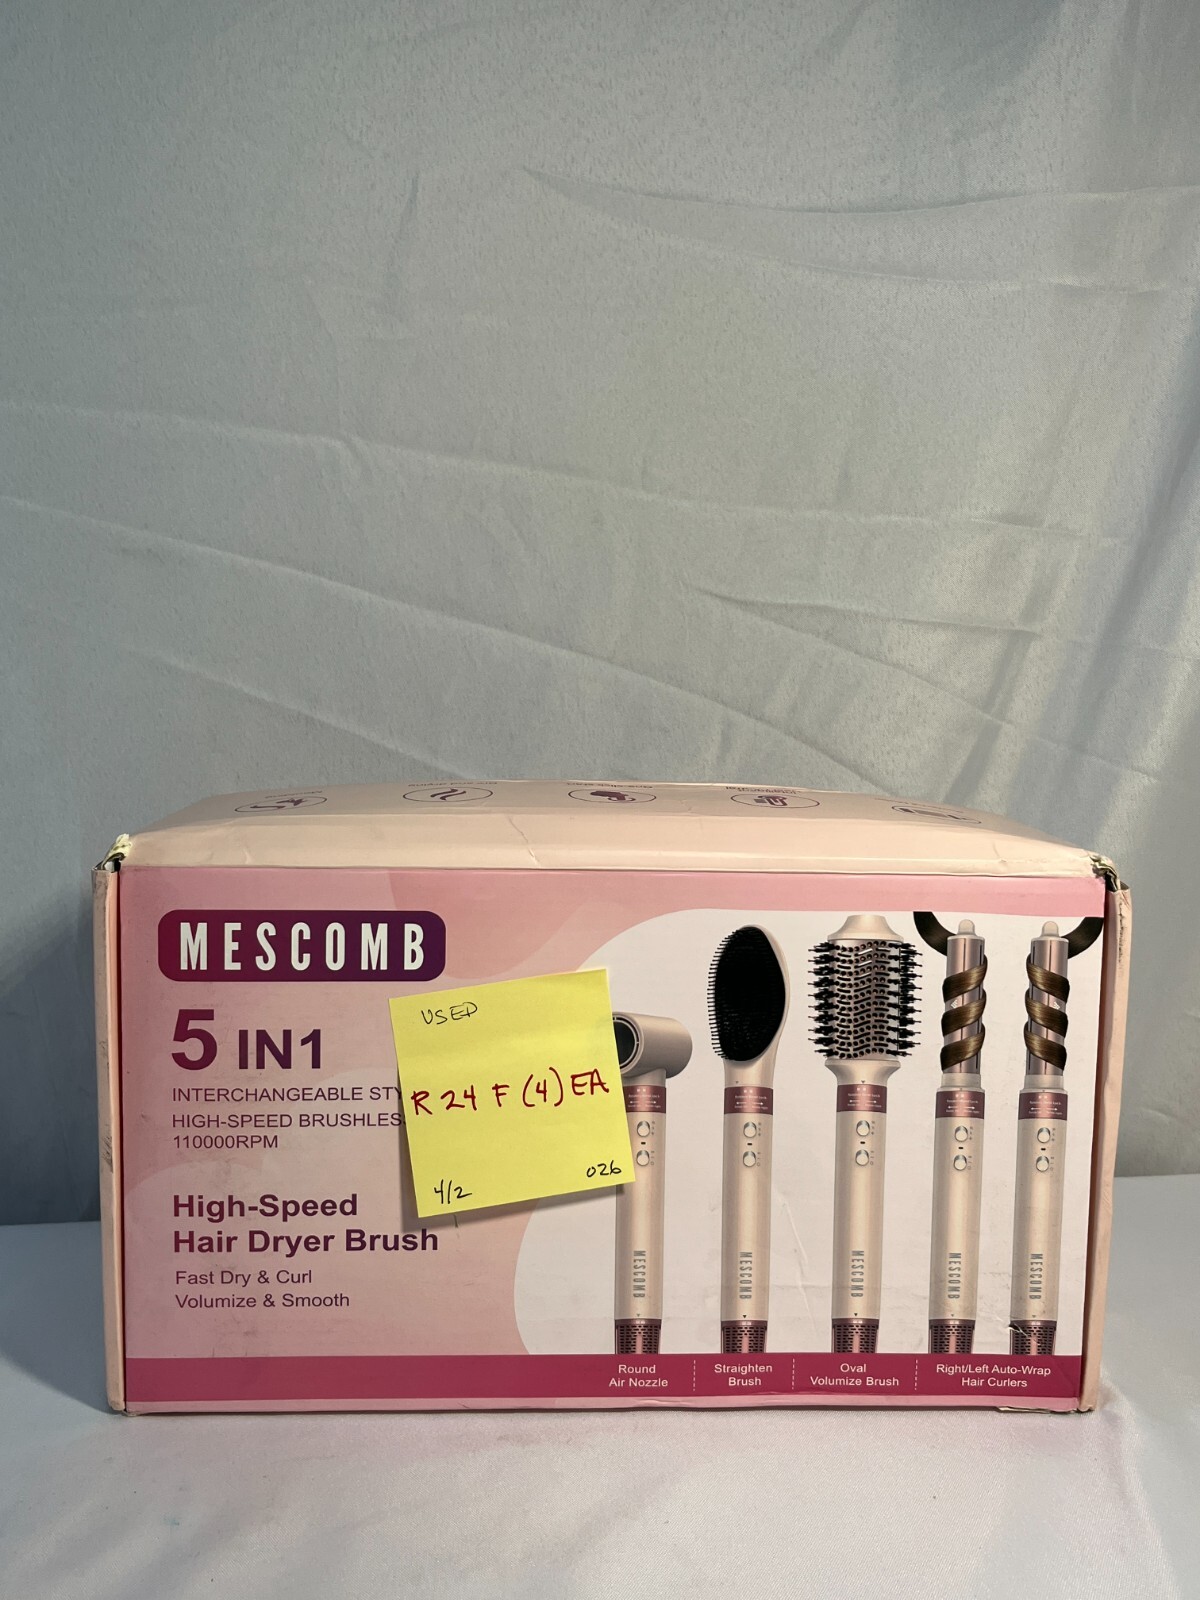 MESCOMB
5 IN1
INTERCHANGEABLE STY
HIGH-SPEED BRUSHLES
110000RPM
High-Speed
Hair Dryer Brush
Fast Dry & Curl
Volumize & Smooth
USED
R 24 F (4) EA
4/2
026
MESCOMB
MESCOMB
MESCOMB
MESCOMB
MESCOMB
Round
Air Nozzle
Straighten
Brush
Oval
Volumize Brush
Right/Left Auto-Wrap
Hair Curlers